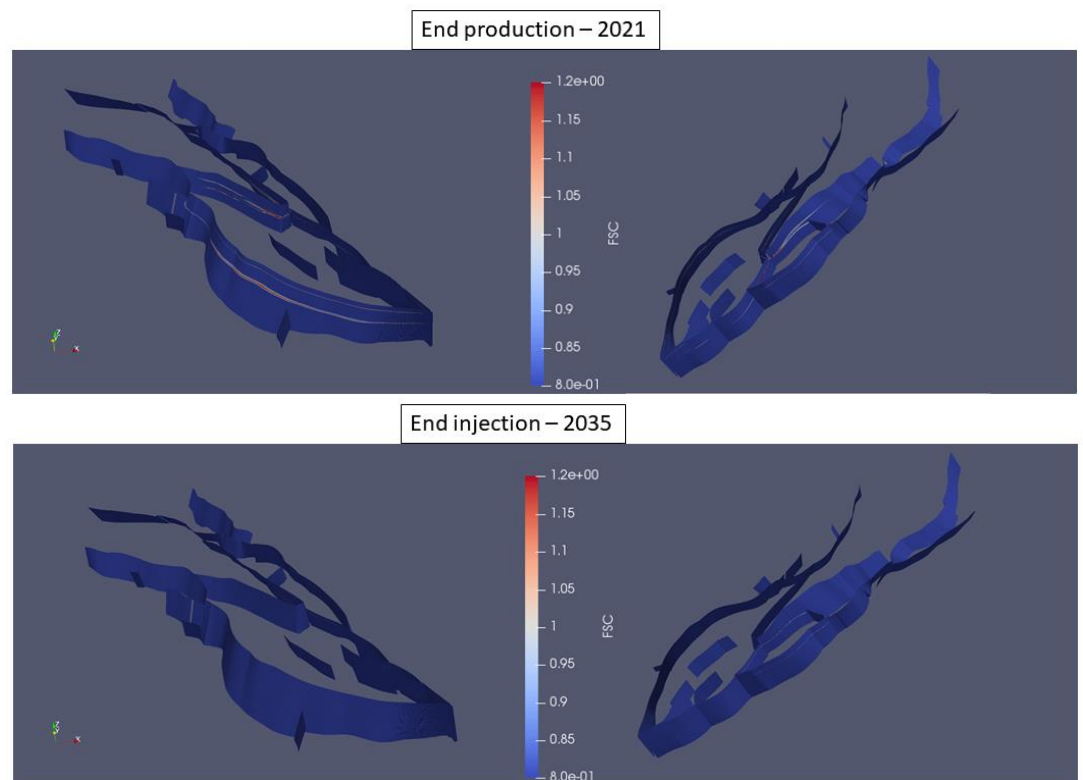 End production – 2021
1.2e+00
1.15
1.1
1.05
1
0.95
0.9
0.85
8.0e-01
FSC
Z
X
End injection – 2035
1.2e+00
1.15
1.1
1.05
1
0.95
0.9
0.85
8.0e-01
FSC
Z
X